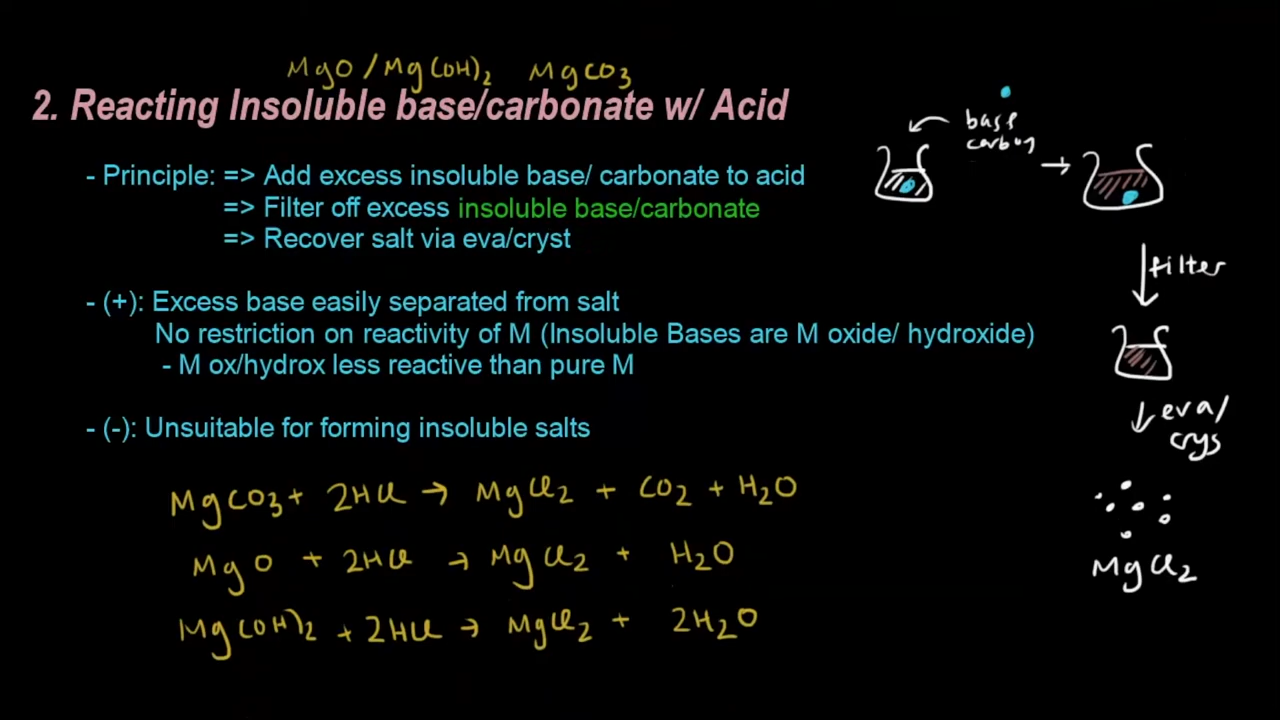 MgO / Mg(OH)₂ MgCO₃
2. Reacting Insoluble base/carbonate w/ Acid
- Principle: => Add excess insoluble base/ carbonate to acid
=> Filter off excess insoluble base/carbonate
=> Recover salt via eva/cryst
- (+): Excess base easily separated from salt
No restriction on reactivity of M (Insoluble Bases are M oxide/ hydroxide)
- M ox/hydrox less reactive than pure M
- (-): Unsuitable for forming insoluble salts
MgCO₃ + 2HCl → MgCl₂ + CO₂ + H₂O
MgO + 2HCl → MgCl₂ + H₂O
Mg(OH)₂ + 2HCl → MgCl₂ + 2H₂O
base
carbon
filter
eva/
crys
MgCl₂